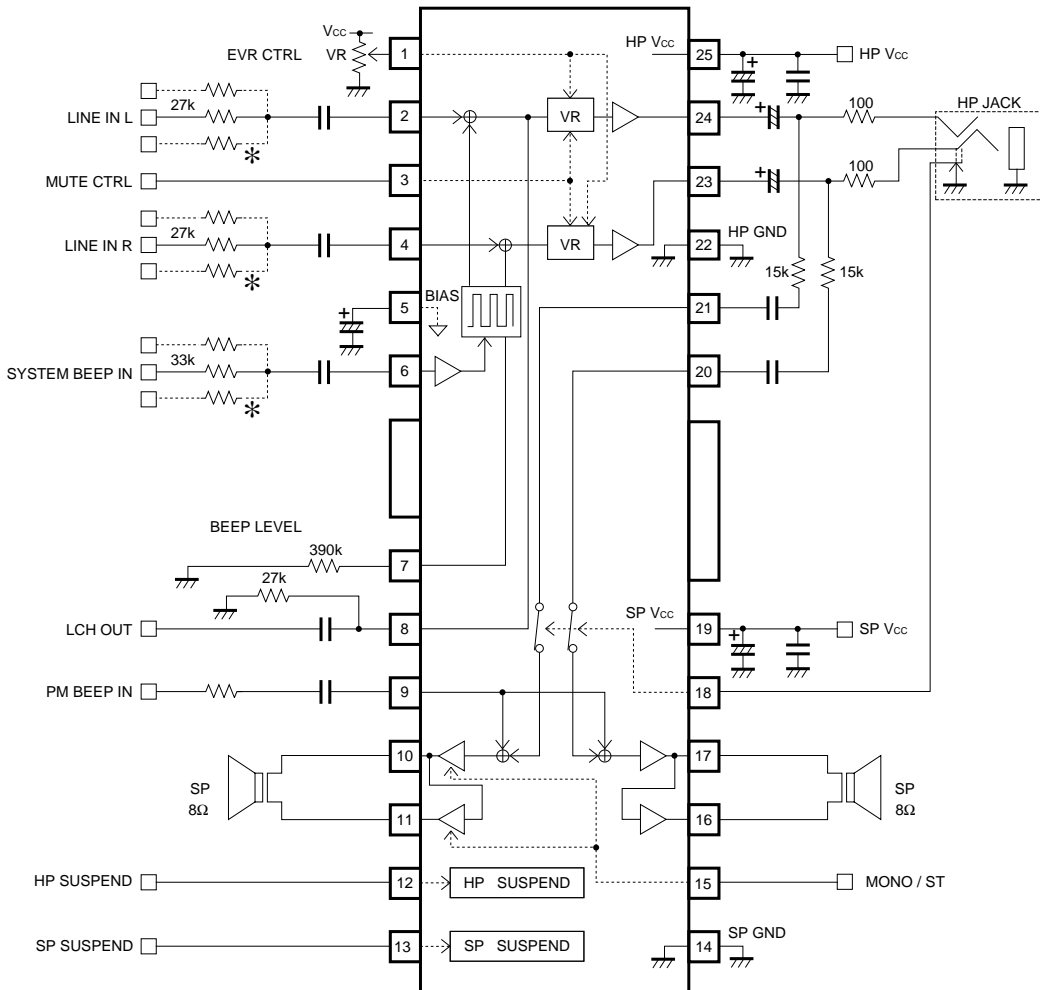 Vcc
VR
EVR CTRL
1
HP Vcc
25
HP Vcc
27k
LINE IN L
*
2
VR
24
100
HP JACK
MUTE CTRL
3
23
100
27k
LINE IN R
*
4
VR
22
HP GND
15k
15k
+
5
BIAS
21
33k
SYSTEM BEEP IN
*
6
20
BEEP LEVEL
390k
7
27k
LCH OUT
8
SP Vcc
19
SP Vcc
PM BEEP IN
9
18
SP
8Ω
10
17
SP
8Ω
11
16
HP SUSPEND
12
HP SUSPEND
15
MONO / ST
SP SUSPEND
13
SP SUSPEND
14
SP GND